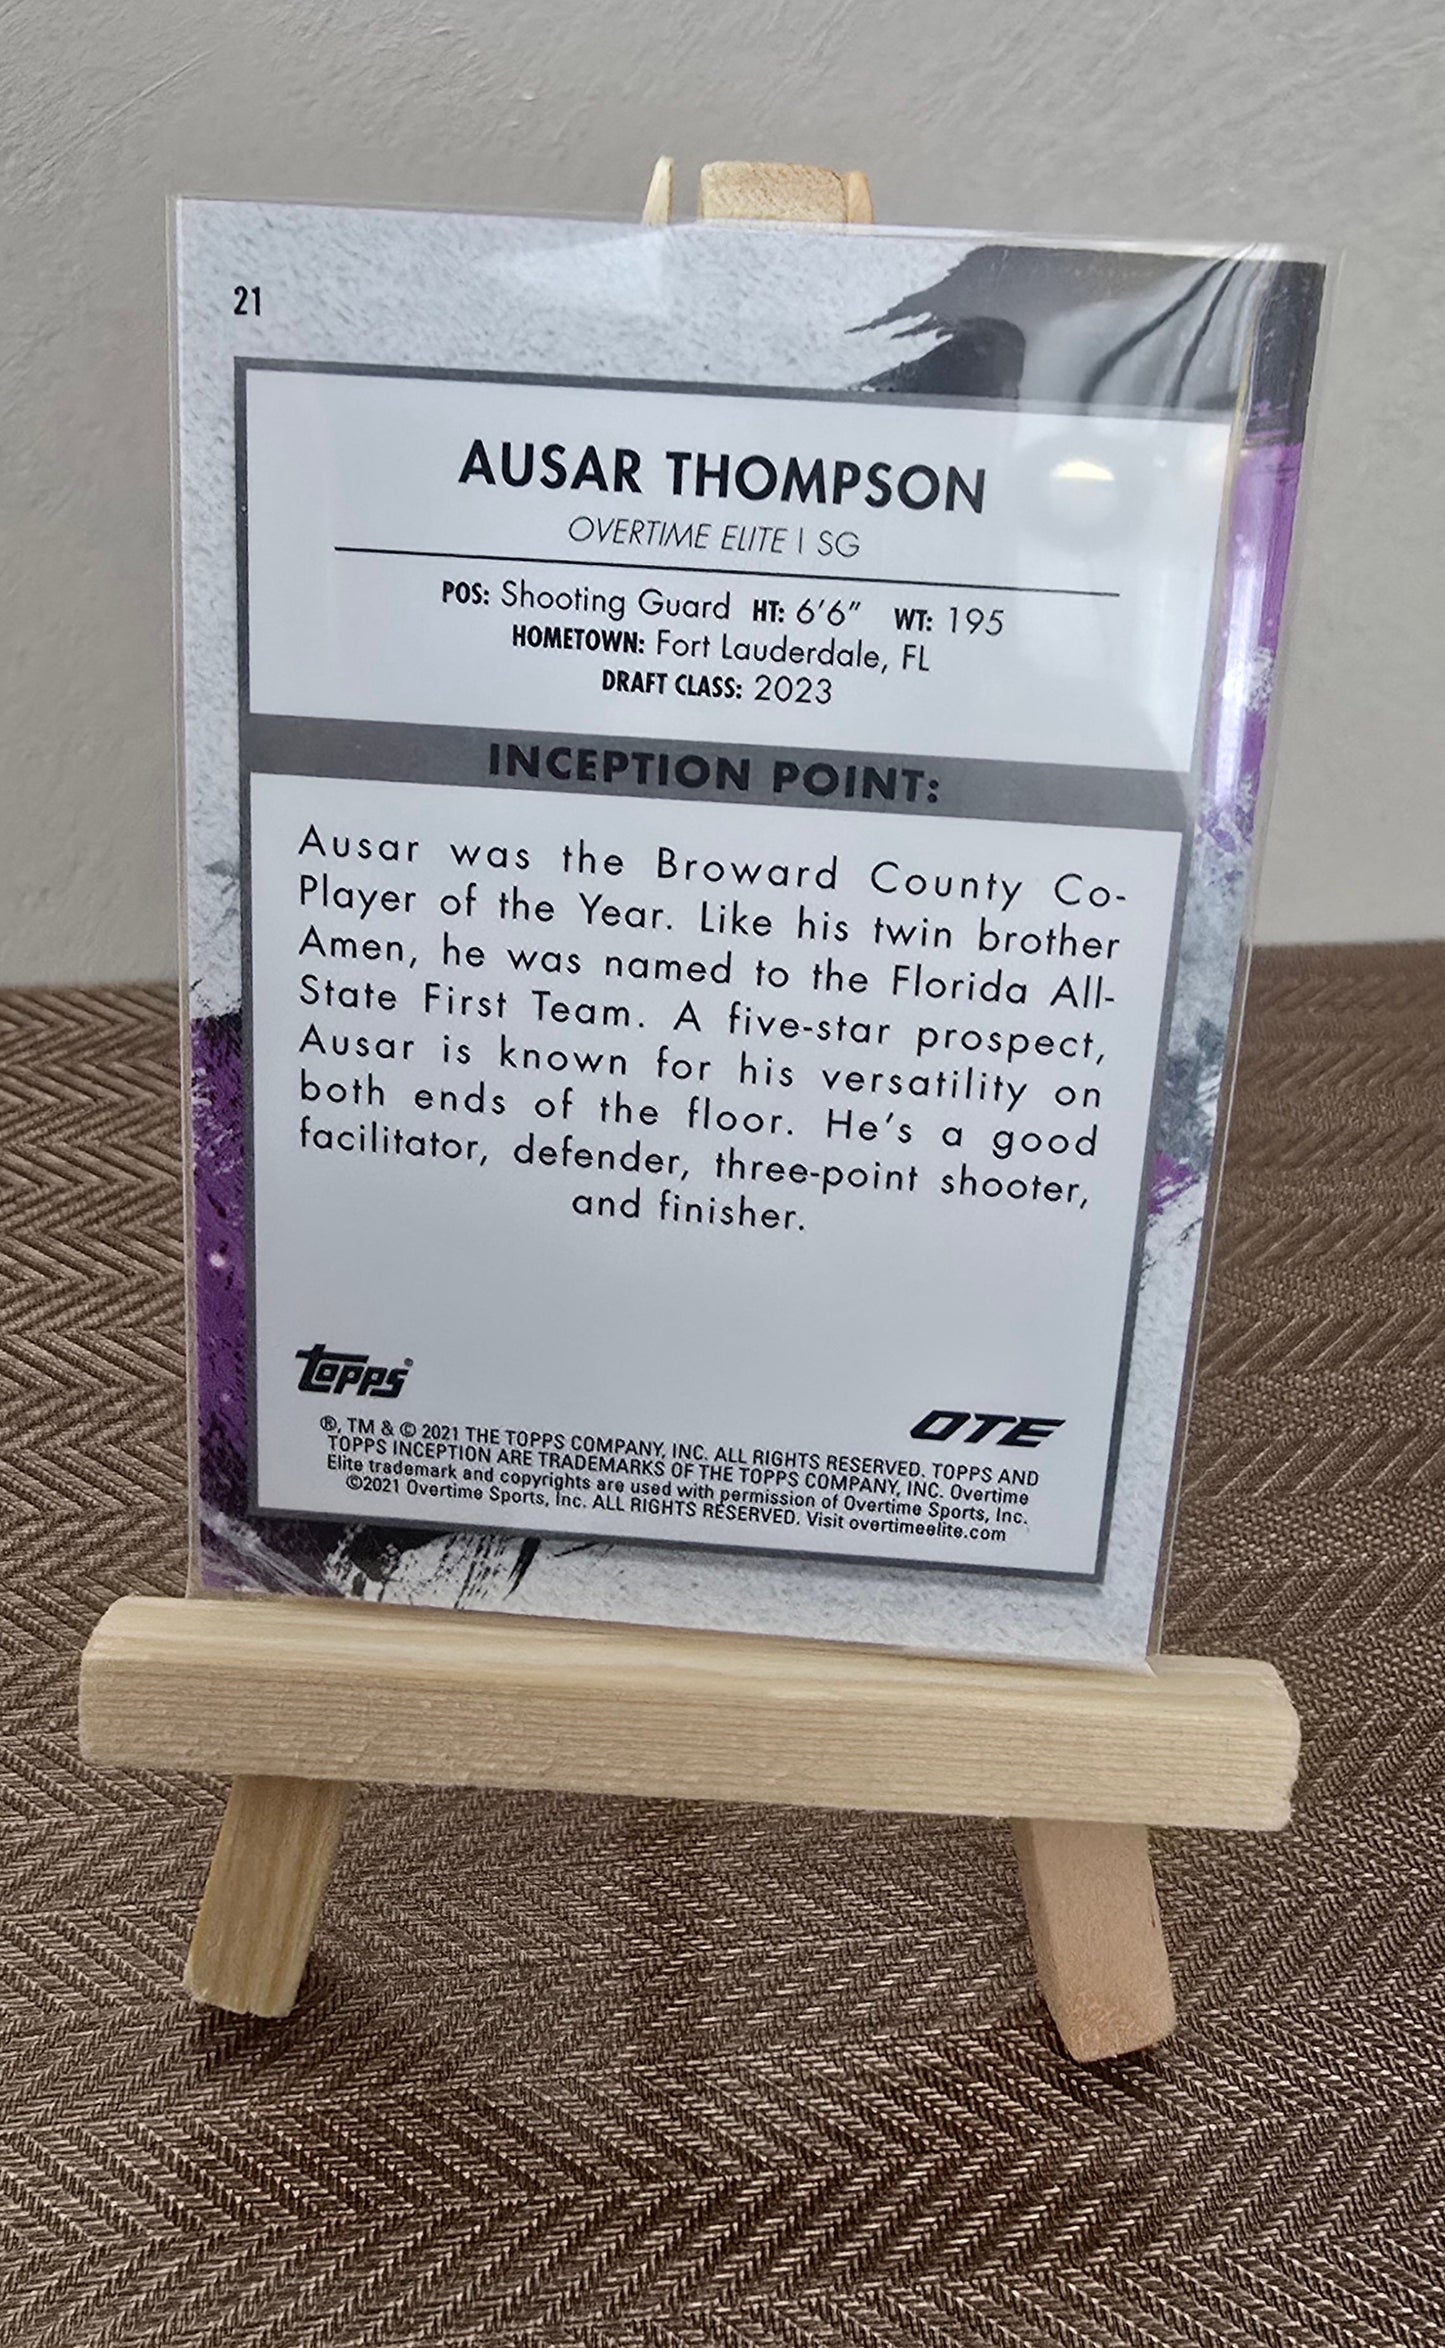 21
AUSAR THOMPSON
OVERTIME ELITE | SG
POS: Shooting Guard HT: 6'6" WT: 195
HOMETOWN: Fort Lauderdale, FL
DRAFT CLASS: 2023
INCEPTION POINT:
Ausar was the Broward County Co-
Player of the Year. Like his twin brother
Amen, he was named to the Florida All-
State First Team. A five-star prospect,
Ausar is known for his versatility on
both ends of the floor. He's a good
facilitator, defender, three-point shooter,
and finisher.
topps®
OTE
®, TM & © 2021 THE TOPPS COMPANY, INC. ALL RIGHTS RESERVED. TOPPS AND
TOPPS INCEPTION ARE TRADEMARKS OF THE TOPPS COMPANY, INC. Overtime
Elite trademark and copyrights are used with permission of Overtime Sports, Inc.
©2021 Overtime Sports, Inc. ALL RIGHTS RESERVED. Visit overtimeelite.com